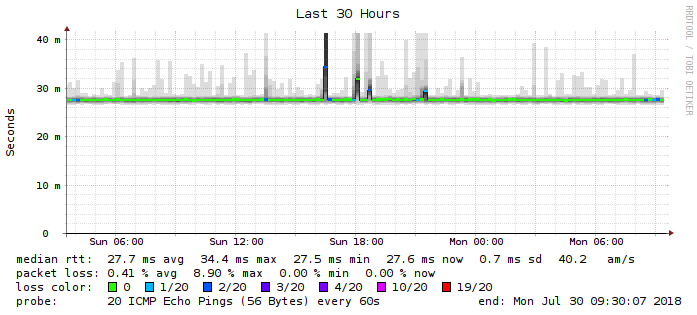 Last 30 Hours
RRDTOOL / TOBI OETIKER
Seconds
40 m
30 m
20 m
10 m
0
Sun 06:00 Sun 12:00 Sun 18:00 Mon 00:00 Mon 06:00
median rtt: 27.7 ms avg 34.4 ms max 27.5 ms min 27.6 ms now 0.7 ms sd 40.2 am/s
packet loss: 0.41 % avg 8.90 % max 0.00 % min 0.00 % now
loss color: 0 1/20 2/20 3/20 4/20 10/20 19/20
probe: 20 ICMP Echo Pings (56 Bytes) every 60s end: Mon Jul 30 09:30:07 2018